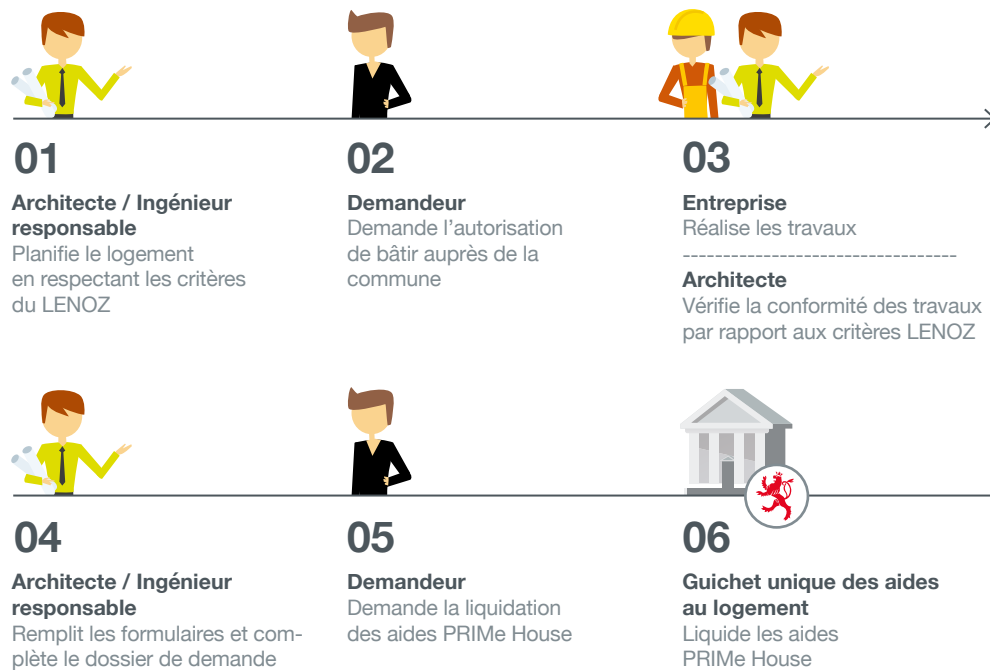 01
Architecte / Ingénieur
responsable
Planifie le logement
en respectant les critères
du LENOZ
02
Demandeur
Demande l’autorisation
de bâtir auprès de la
commune
03
Entreprise
Réalise les travaux
Architecte
Vérifie la conformité des travaux
par rapport aux critères LENOZ
04
Architecte / Ingénieur
responsable
Remplit les formulaires et com-
plète le dossier de demande
05
Demandeur
Demande la liquidation
des aides PRIMe House
06
Guichet unique des aides
au logement
Liquide les aides
PRIMe House